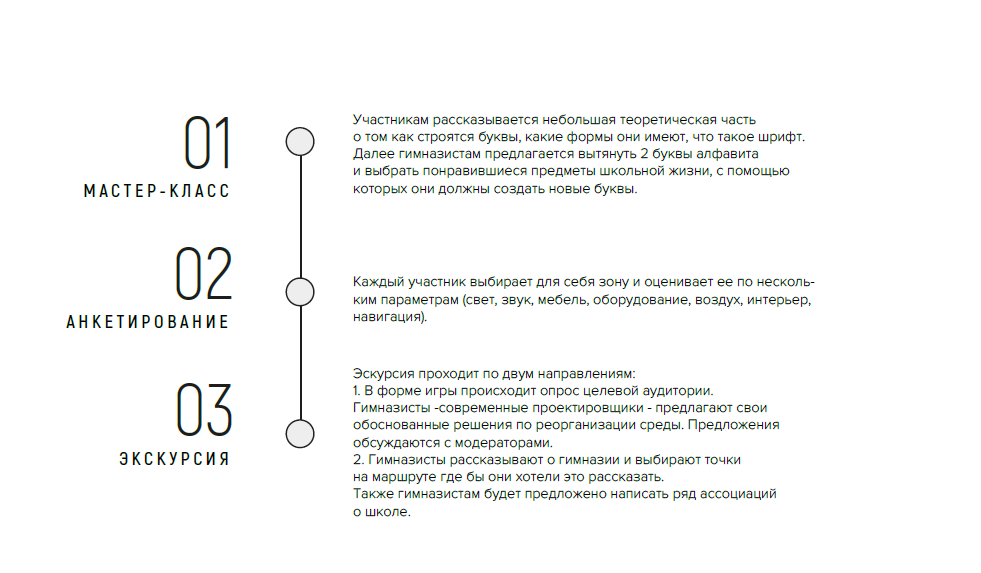 01
МАСТЕР-КЛАСС
Участникам рассказывается небольшая теоретическая часть
о том как строятся буквы, какие формы они имеют, что такое шрифт.
Далее гимназистам предлагается вытянуть 2 буквы алфавита
и выбрать понравившиеся предметы школьной жизни, с помощью
которых они должны создать новые буквы.
02
АНКЕТИРОВАНИЕ
Каждый участник выбирает для себя зону и оценивает ее по несколь-
ким параметрам (свет, звук, мебель, оборудование, воздух, интерьер,
навигация).
03
ЭКСКУРСИЯ
Эскурсия проходит по двум направлениям:
1. В форме игры происходит опрос целевой аудитории.
Гимназисты -современные проектировщики - предлагают свои
обоснованные решения по реорганизации среды. Предложения
обсуждаются с модераторами.
2. Гимназисты рассказывают о гимназии и выбирают точки
на маршруте где бы они хотели это рассказать.
Также гимназистам будет предложено написать ряд ассоциаций
о школе.